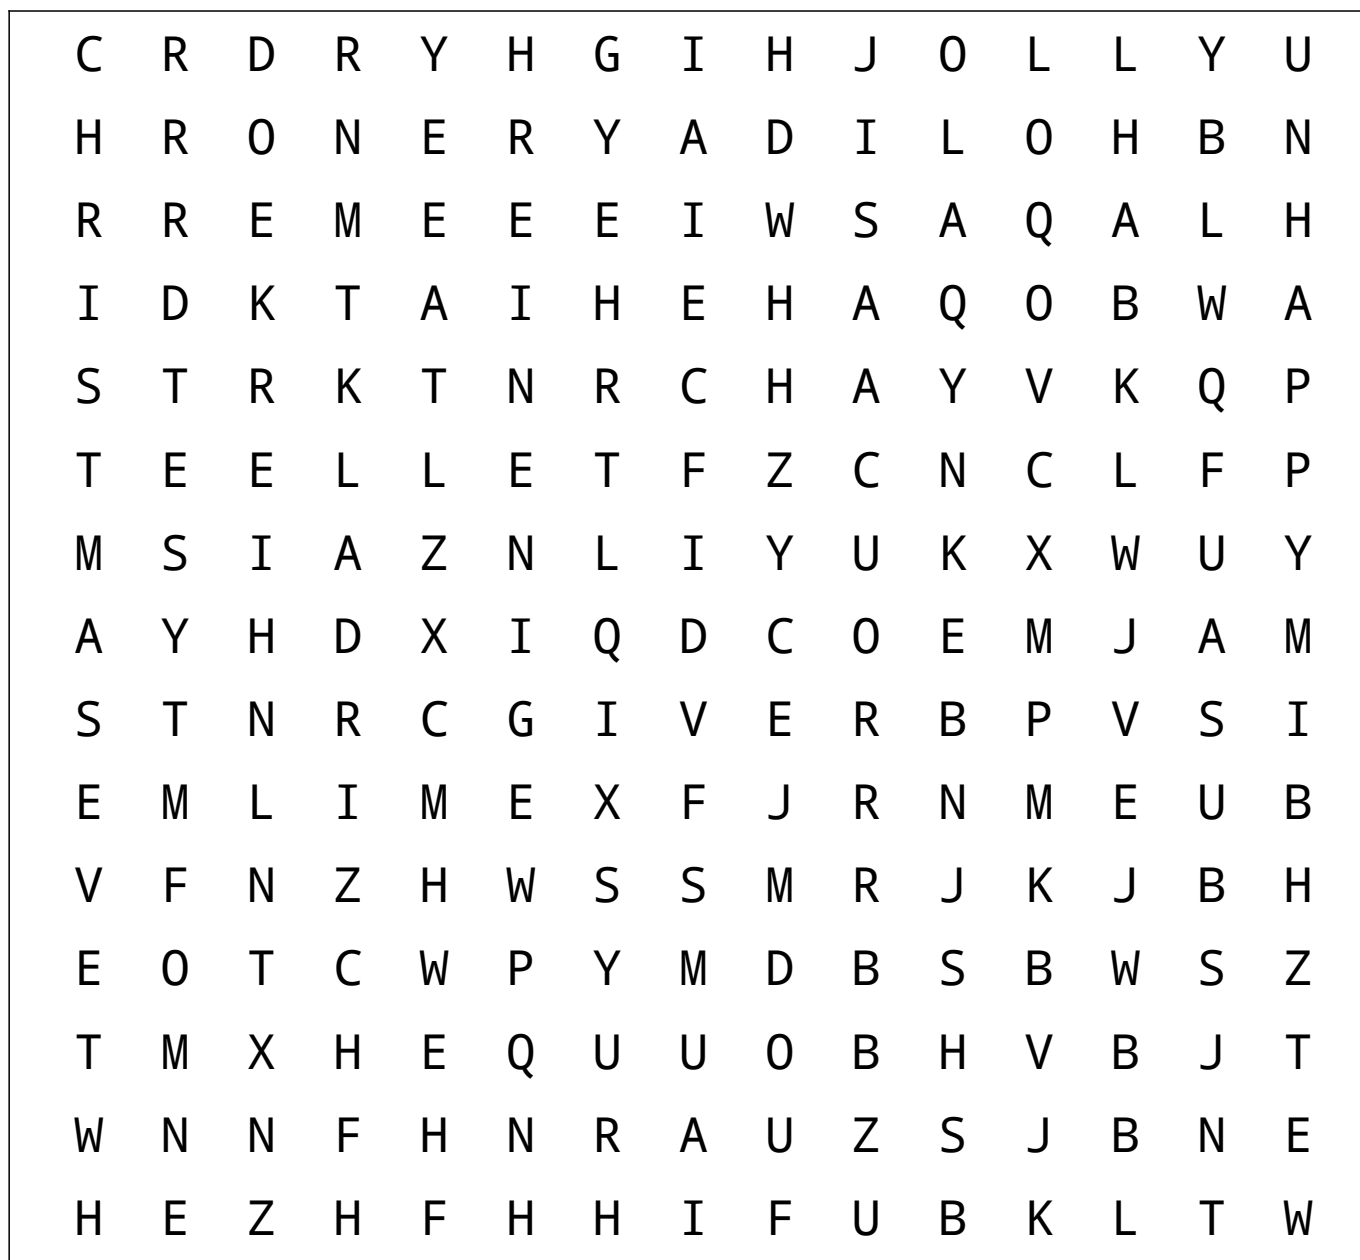 C R D R Y H G I H J O L L Y U
H R O N E R Y A D I L O H B N
R R E M E E E I W S A Q A L H
I D K T A I H E H A Q O B W A
S T R K T N R C H A Y V K Q P
T E E L L E T F Z C N C L F P
M S I A Z N L I Y U K X W U Y
A Y H D X I Q D C O E M J A M
S T N R C G I V E R B P V S I
E M L I M E X F J R N M E U B
V F N Z H W S S M R J K J B H
E O T C W P Y M D B S B W S Z
T M X H E Q U U O B H V B J T
W N N F H N R A U Z S J B N E
H E Z H F H H I F U B K L T W